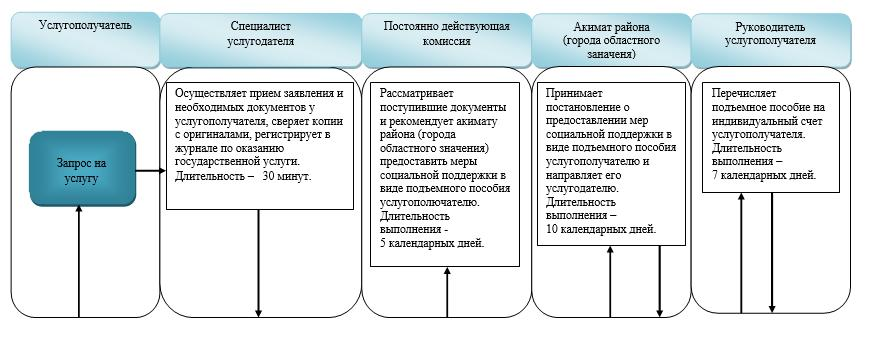 Услугополучатель
Специалист
услугодателя
Постоянно действующая
комиссия
Акимат района
(города областного
заначеня)
Руководитель
услугополучателя
Запрос на
услугу
Осуществляет прием заявления и
необходимых документов у
услугополучателя, сверяет копии
с оригиналами, регистрирует в
журнале по оказанию
государственной услуги.
Длительность – 30 минут.
Рассматривает
поступившие документы
и рекомендует акимату
района (города
областного значения)
предоставить меры
социальной поддержки в
виде подъемного пособия
услугополючателю.
Длительность
выполнения -
5 календарных дней.
Принимает
постановление о
предоставлении мер
социальной поддержки в
виде подъемного пособия
услугополучателю и
направляет его
услугодателю.
Длительность
выполнения –
10 календарных дней.
Перечисляет
подъемное пособие на
индивидуальный счет
услугополучателя.
Длительность
выполнения –
7 календарных дней.